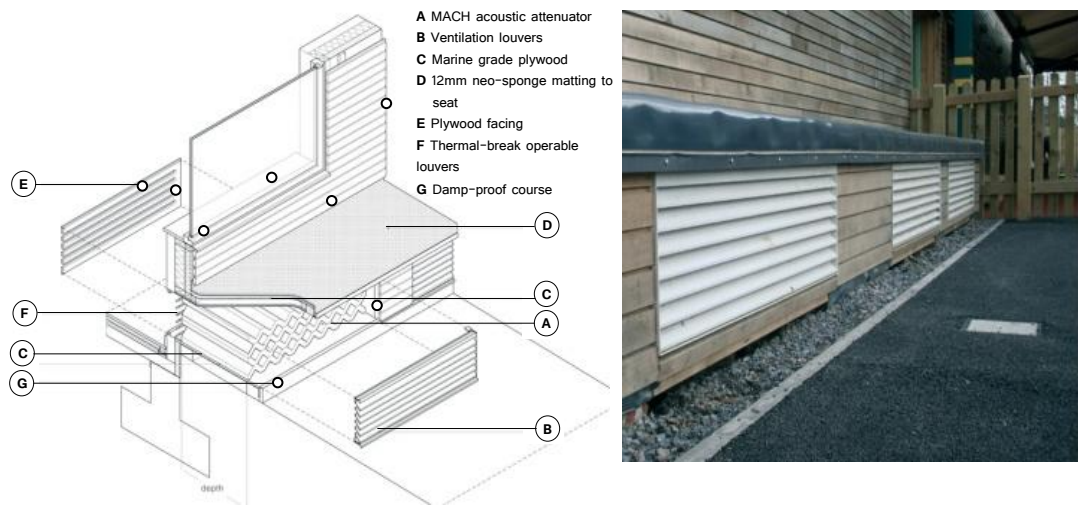 A MACH acoustic attenuator
B Ventilation louvers
C Marine grade plywood
D 12mm neo-sponge matting to
seat
E Plywood facing
F Thermal-break operable
louvers
G Damp-proof course
E
D
F
C
A
C
G
B
depth